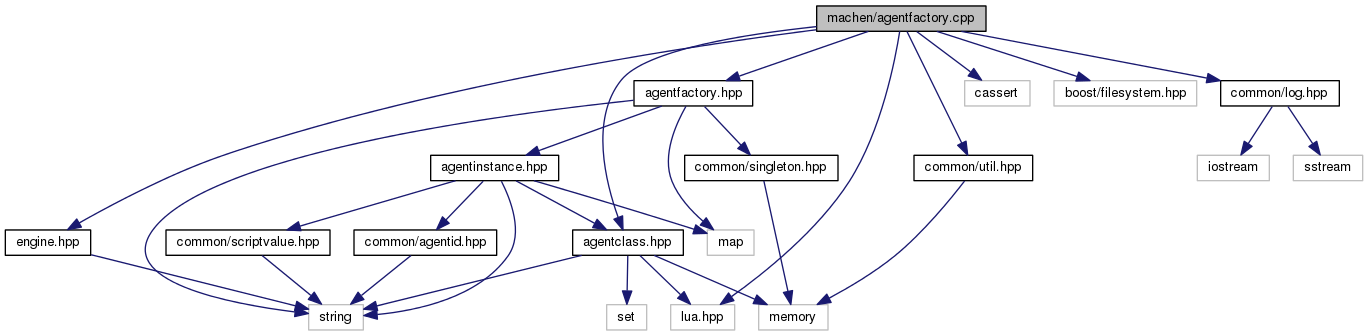 machen/agentfactory.cpp
agentfactory.hpp
cassert
boost/filesystem.hpp
common/log.hpp
agentinstance.hpp
common/singleton.hpp
common/util.hpp
iostream
sstream
engine.hpp
common/scriptvalue.hpp
common/agentid.hpp
agentclass.hpp
map
string
set
lua.hpp
memory